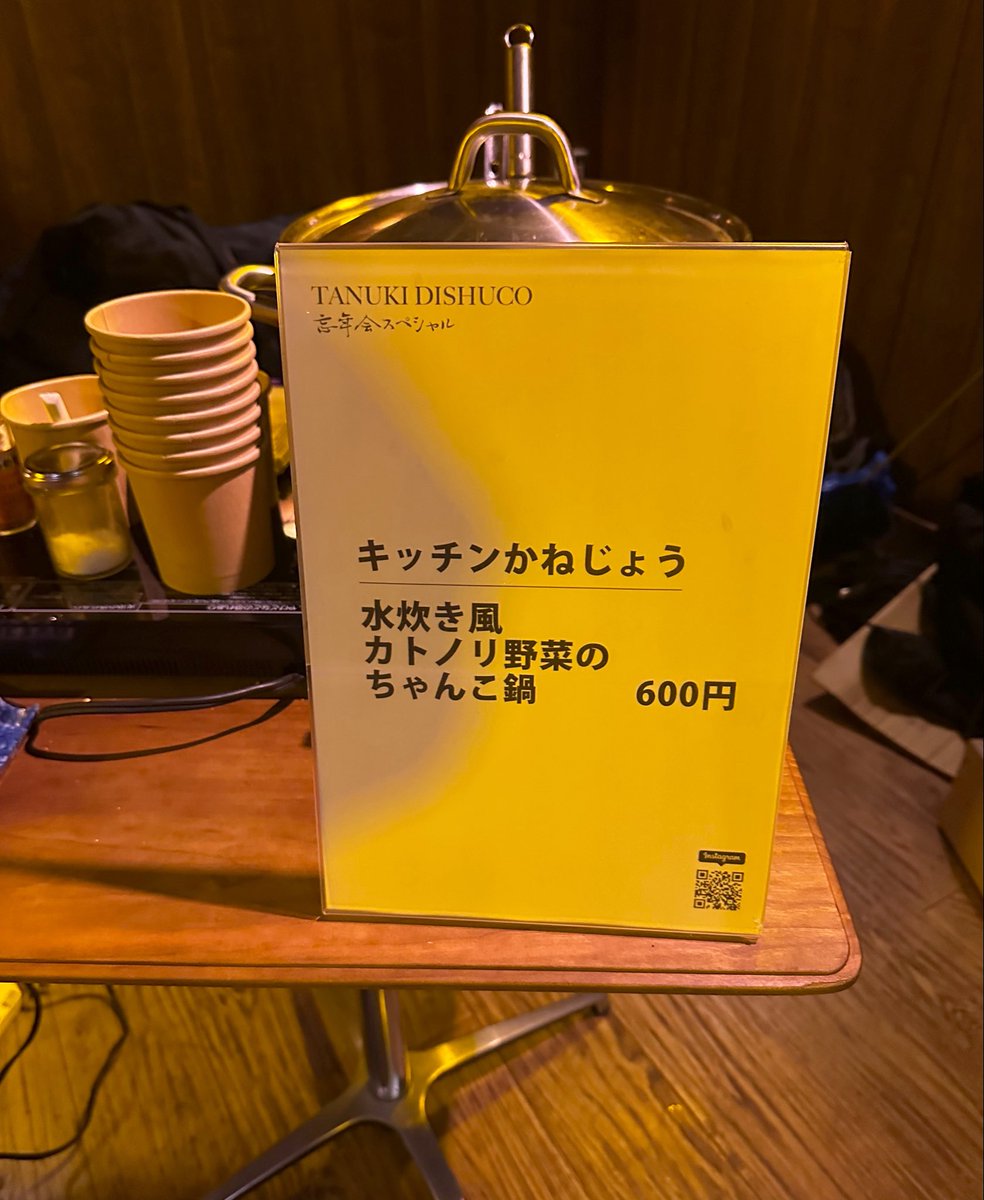 TANUKI DISHUCO
忘年会スペシャル
キッチンかねじょう
水炊き風
カトノリ野菜の
ちゃんこ鍋
600円
Instagram